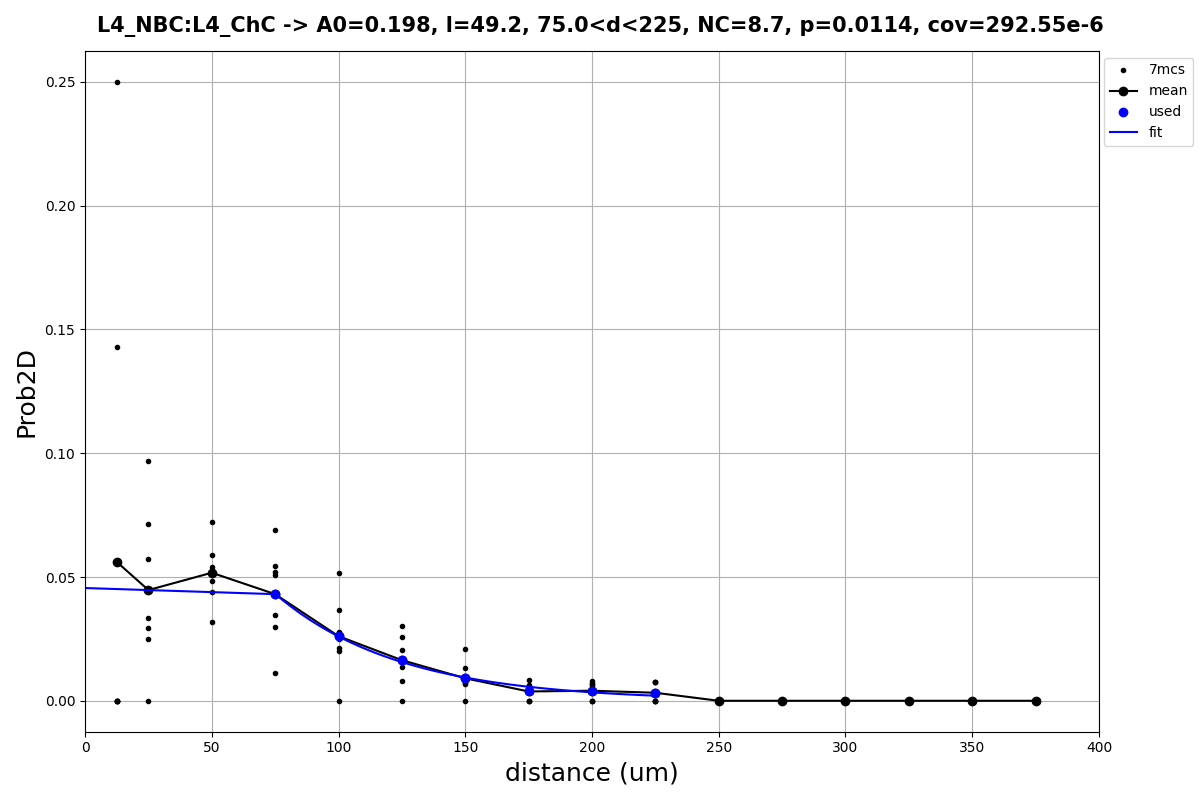 L4_NBC:L4_ChC -> A0=0.198, l=49.2, 75.0<d<225, NC=8.7, p=0.0114, cov=292.55e-6
7mcs
mean
used
fit
Prob2D
0.25
0.20
0.15
0.10
0.05
0.00
0 50 100 150 200 250 300 350 400
distance (um)